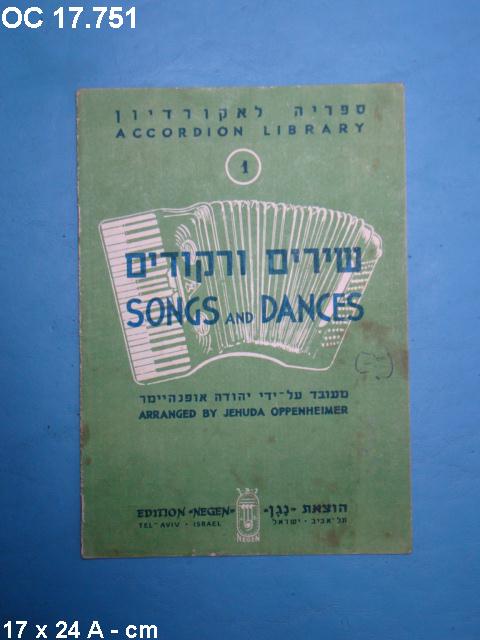 OC 17.751
ספריה לאקורדיון
ACCORDION LIBRARY
1
שירים ורקודים
SONGS AND DANCES
מעובד על-ידי יהודה אופנהיימר
ARRANGED BY JEHUDA OPPENHEIMER
EDITION «NEGEN»
TEL-AVIV - ISRAEL
NEGEN
הוצאת «נֶגֶן»
תל-אביב - ישראל
17 x 24 A - cm